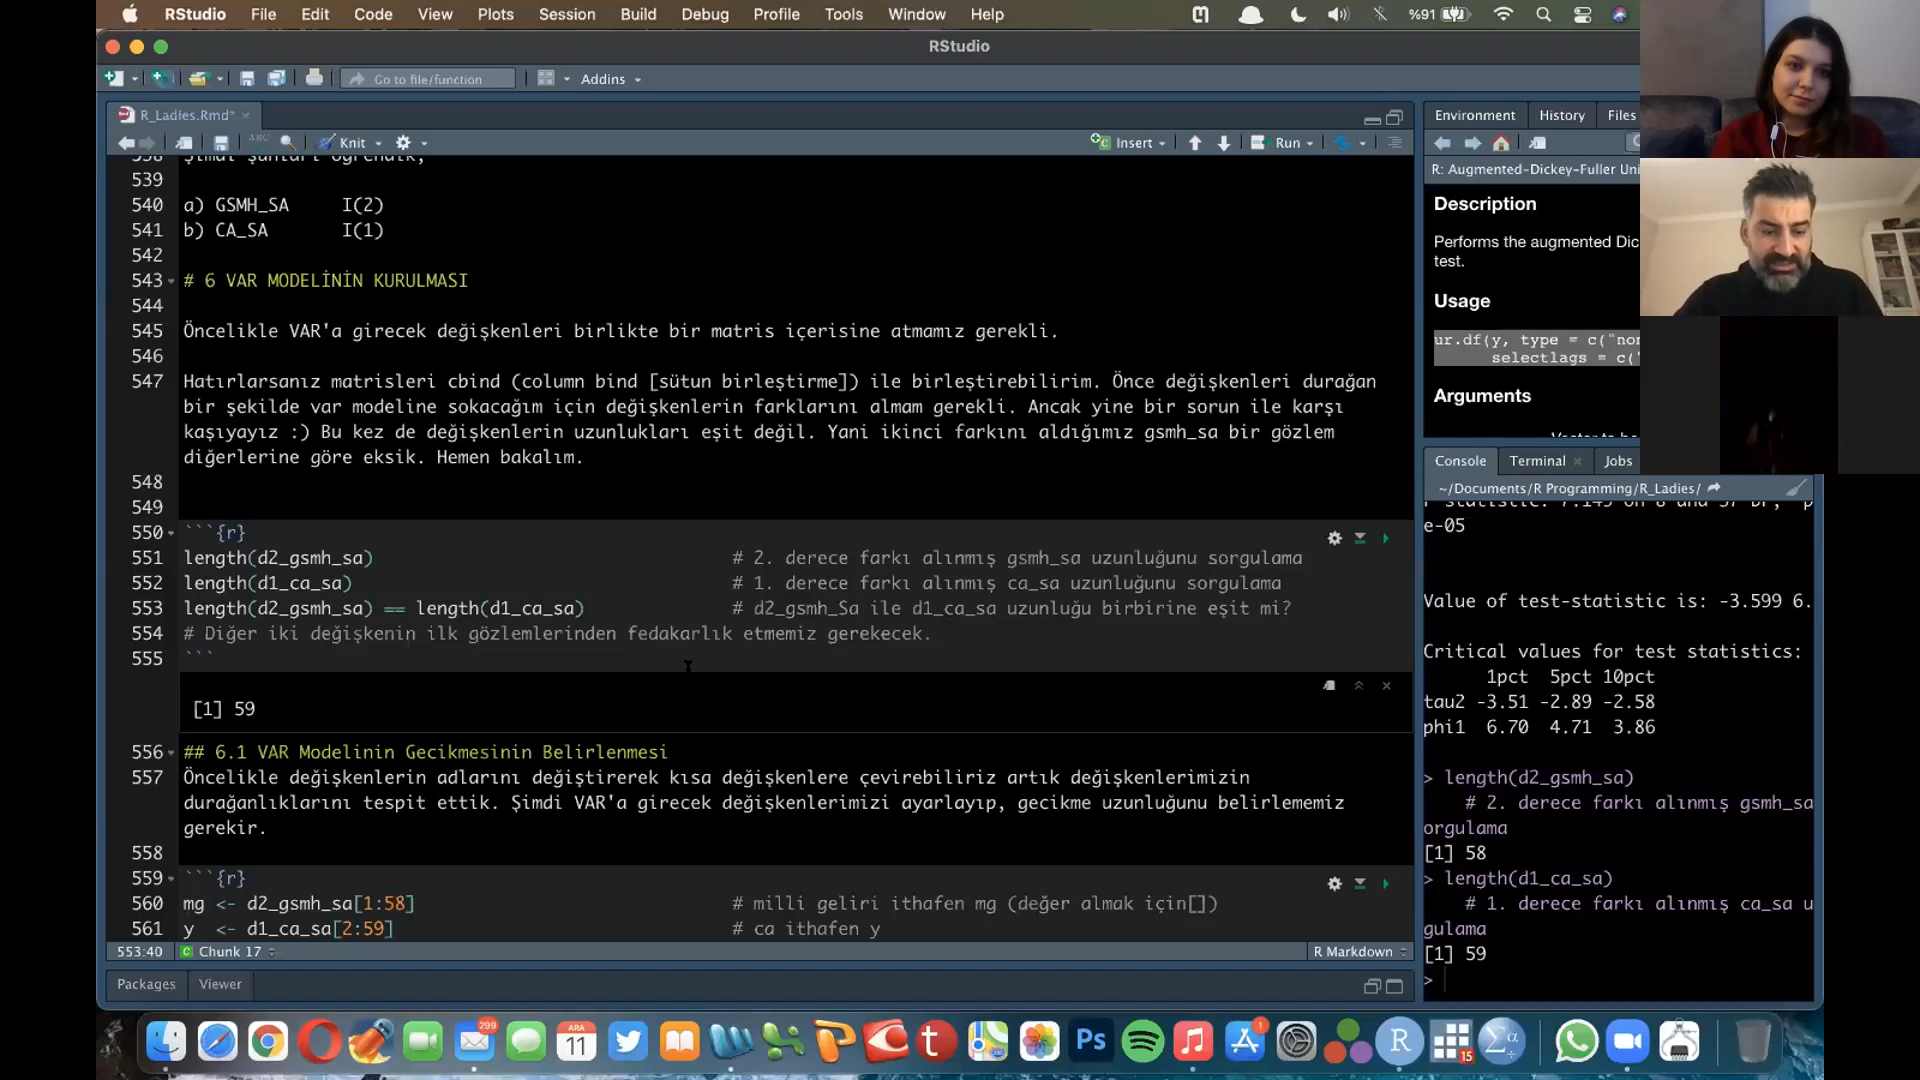 RStudio File Edit Code View Plots Session Build Debug Profile Tools Window Help %91
RStudio
Go to file/function Addins
R_Ladies.Rmd*
Knit Insert Run
539
540 a) GSMH_SA I(2)
541 b) CA_SA I(1)
542
543 # 6 VAR MODELİNİN KURULMASI
544
545 Öncelikle VAR'a girecek değişkenleri birlikte bir matris içerisine atmamız gerekli.
546
547 Hatırlarsanız matrisleri cbind (column bind [sütun birleştirme]) ile birleştirebilirim. Önce değişkenleri durağan
bir şekilde var modeline sokacağım için değişkenlerin farklarını almam gerekli. Ancak yine bir sorun ile karşı
kaşıyayız :) Bu kez de değişkenlerin uzunlukları eşit değil. Yani ikinci farkını aldığımız gsmh_sa bir gözlem
diğerlerine göre eksik. Hemen bakalım.
548
549
550 ```{r}
551 length(d2_gsmh_sa) # 2. derece farkı alınmış gsmh_sa uzunluğunu sorgulama
552 length(d1_ca_sa) # 1. derece farkı alınmış ca_sa uzunluğunu sorgulama
553 length(d2_gsmh_sa) == length(d1_ca_sa) # d2_gsmh_Sa ile d1_ca_sa uzunluğu birbirine eşit mi?
554 # Diğer iki değişkenin ilk gözlemlerinden fedakarlık etmemiz gerekecek.
555 ```
[1] 59
556 ## 6.1 VAR Modelinin Gecikmesinin Belirlenmesi
557 Öncelikle değişkenlerin adlarını değiştirerek kısa değişkenlere çevirebiliriz artık değişkenlerimizin
durağanlıklarını tespit ettik. Şimdi VAR'a girecek değişkenlerimizi ayarlayıp, gecikme uzunluğunu belirlememiz
gerekir.
558
559 ```{r}
560 mg <- d2_gsmh_sa[1:58] # milli geliri ithafen mg (değer almak için[])
561 y <- d1_ca_sa[2:59] # ca ithafen y
553:40 Chunk 17 R Markdown
Packages Viewer
Environment History Files
R: Augmented-Dickey-Fuller Uni
Description
Performs the augmented Dic
test.
Usage
ur.df(y, type = c("non
selectlags = c("
Arguments
Console Terminal Jobs
~/Documents/R Programming/R_Ladies/
e-05
Value of test-statistic is: -3.599 6.
Critical values for test statistics:
1pct 5pct 10pct
tau2 -3.51 -2.89 -2.58
phi1 6.70 4.71 3.86
> length(d2_gsmh_sa)
# 2. derece farkı alınmış gsmh_sa
orgulama
[1] 58
> length(d1_ca_sa)
# 1. derece farkı alınmış ca_sa u
gulama
[1] 59
>
299
ARA
11
Ps
1
R
15